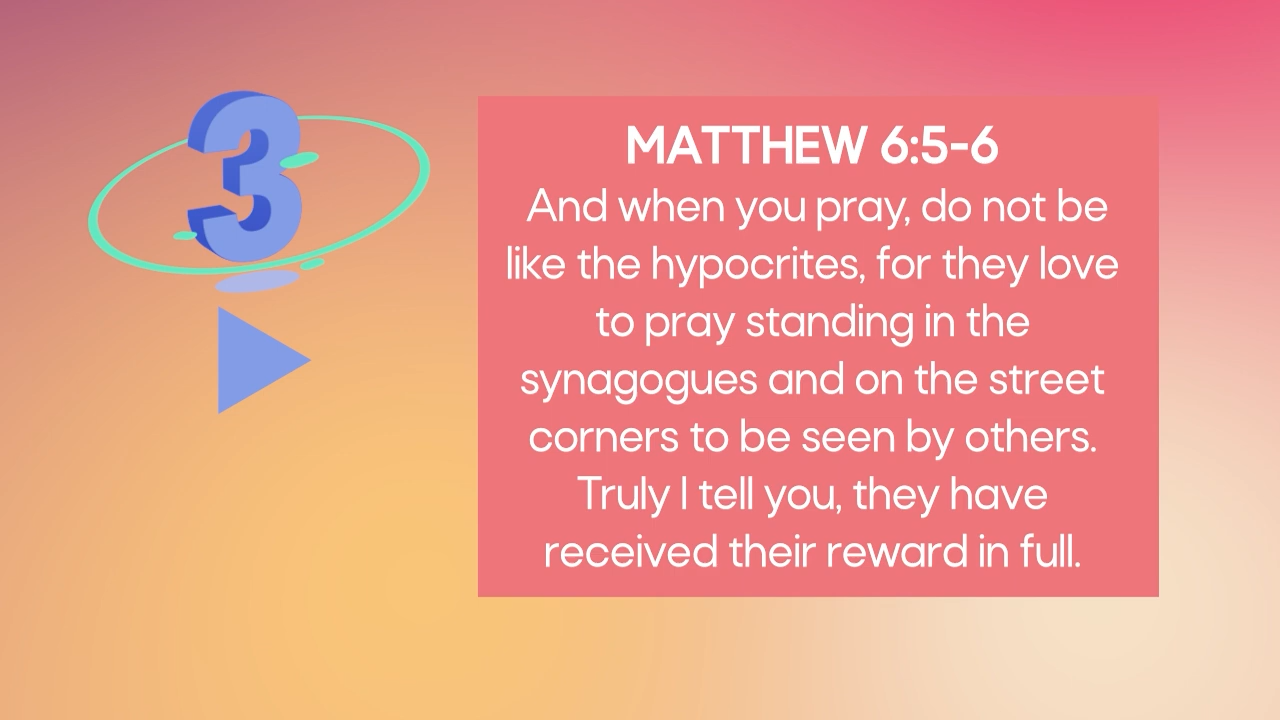 3
MATTHEW 6:5-6
And when you pray, do not be
like the hypocrites, for they love
to pray standing in the
synagogues and on the street
corners to be seen by others.
Truly I tell you, they have
received their reward in full.